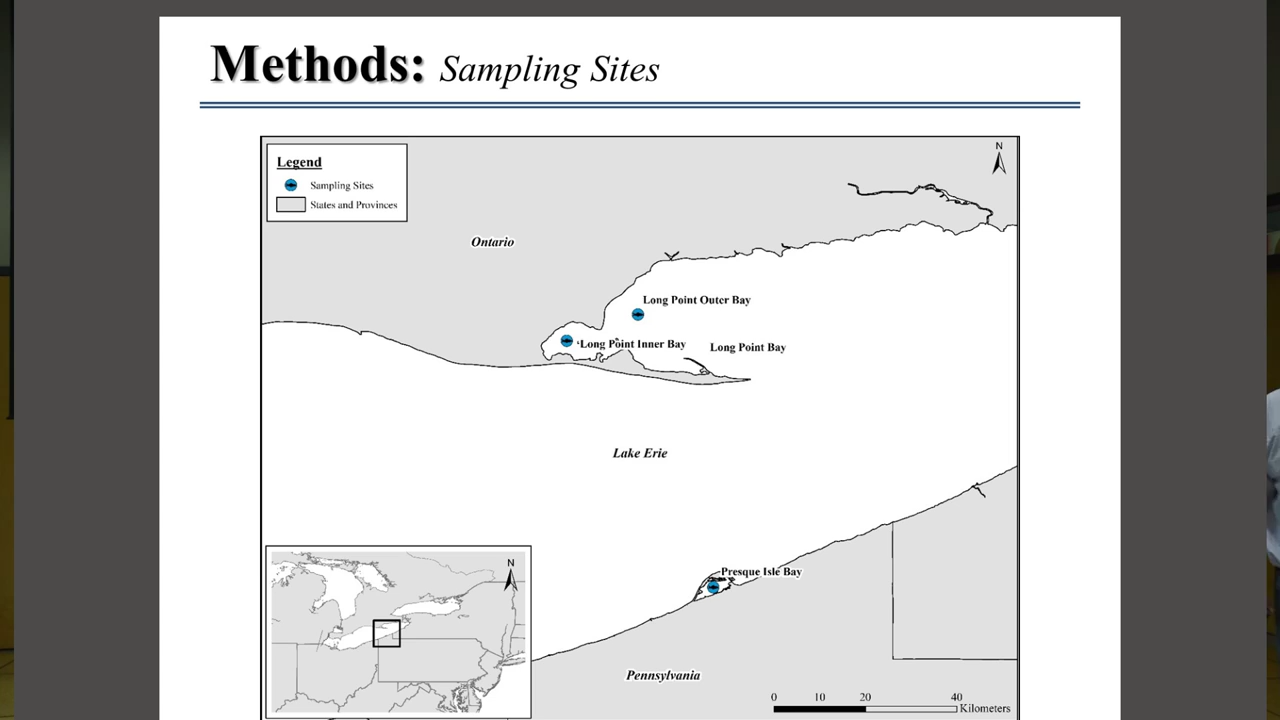 Methods: Sampling Sites
Legend
Sampling Sites
States and Provinces
N
Ontario
Long Point Outer Bay
Long Point Inner Bay
Long Point Bay
Lake Erie
Presque Isle Bay
N
Pennsylvania
0 10 20 40
Kilometers